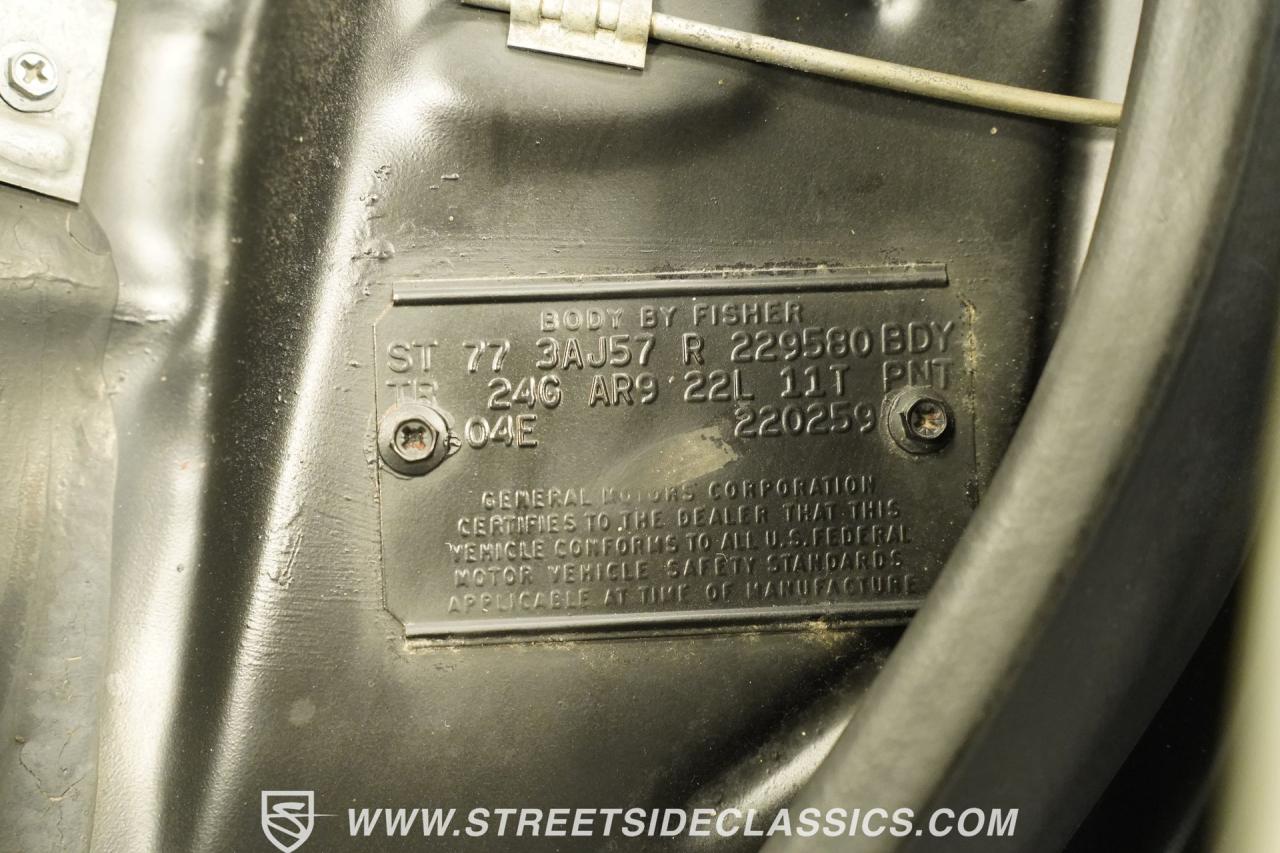 BODY BY FISHER
ST 77 3AJ57 R 229580 BDY
TR 24G AR9 22L 11T PNT
04E 220259
GENERAL MOTORS CORPORATION
CERTIFIES TO THE DEALER THAT THIS
VEHICLE CONFORMS TO ALL U.S. FEDERAL
MOTOR VEHICLE SAFETY STANDARDS
APPLICABLE AT TIME OF MANUFACTURE
WWW.STREETSIDECLASSICS.COM